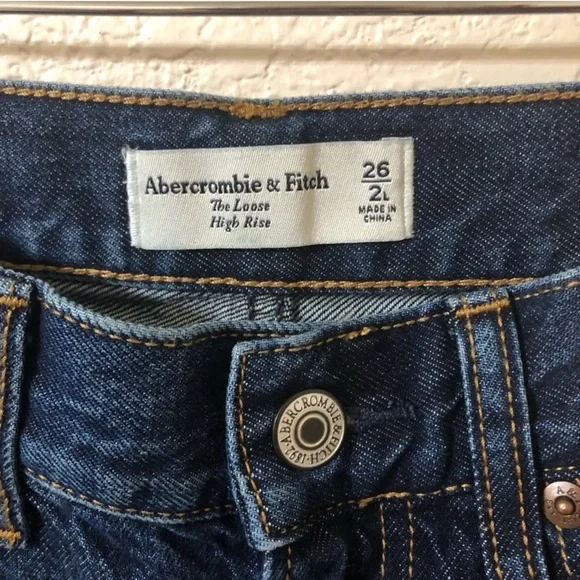 Abercrombie & Fitch
The Loose
High Rise
26
2L
MADE IN
CHINA
ABERCROMBIE & FITCH · 1892 ·
A &